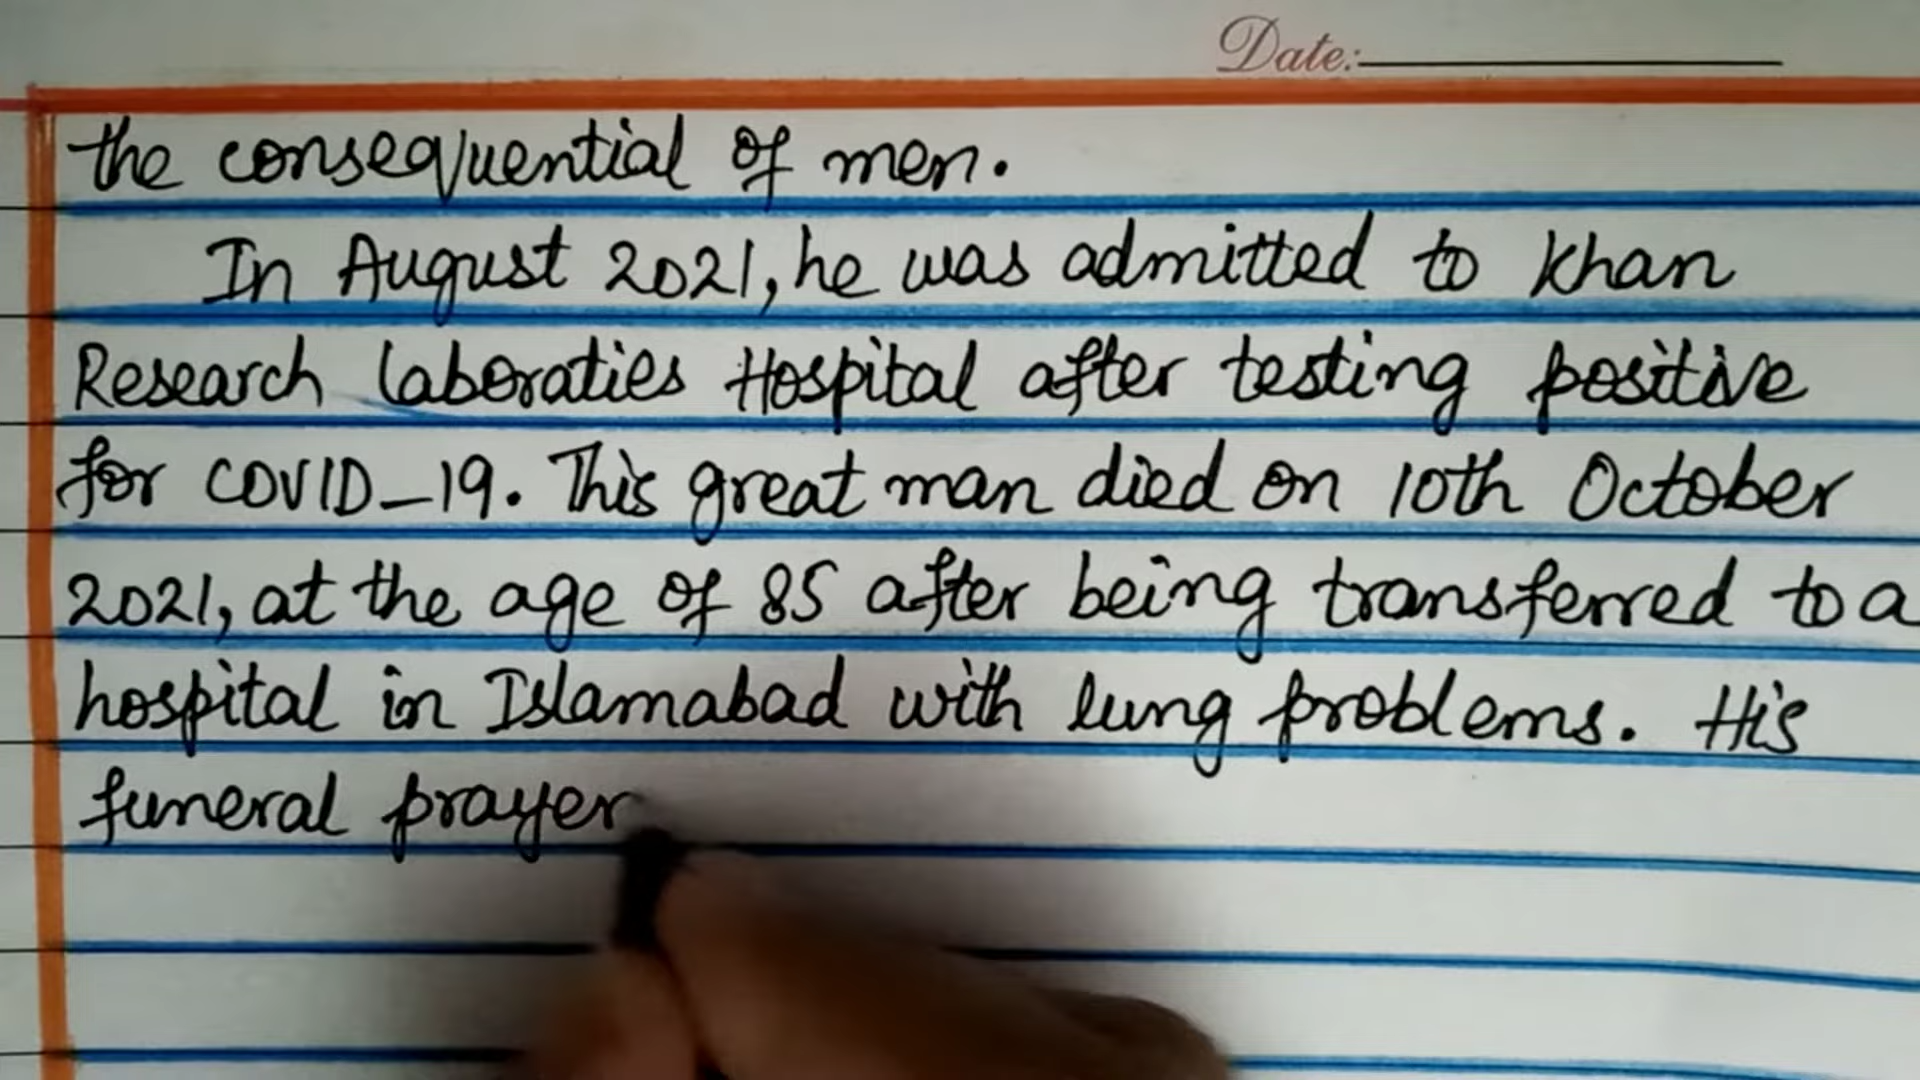 Date:
the consequential of men.
In August 2021, he was admitted to Khan
Research laboraties Hospital after testing positive
for COVID_19. This great man died on 10th October
2021, at the age of 85 after being transferred to a
hospital in Islamabad with lung problems. His
funeral prayer